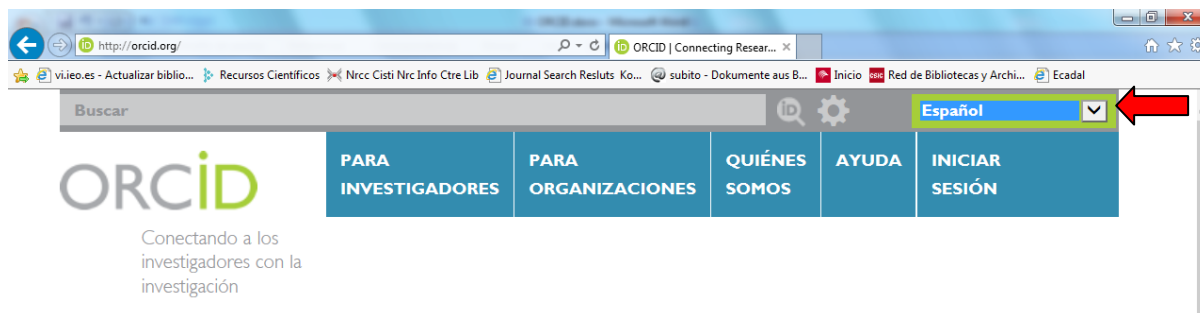 http://orcid.org/
ORCID | Connecting Resear...
vi.ieo.es - Actualizar biblio... Recursos Científicos Nrcc Cisti Nrc Info Ctre Lib Journal Search Resluts Ko... subito - Dokumente aus B... Inicio Red de Bibliotecas y Archi... Ecadal
Buscar iD Español
PARA INVESTIGADORES
PARA ORGANIZACIONES
QUIÉNES SOMOS
AYUDA
INICIAR SESIÓN
ORCiD
Conectando a los
investigadores con la
investigación